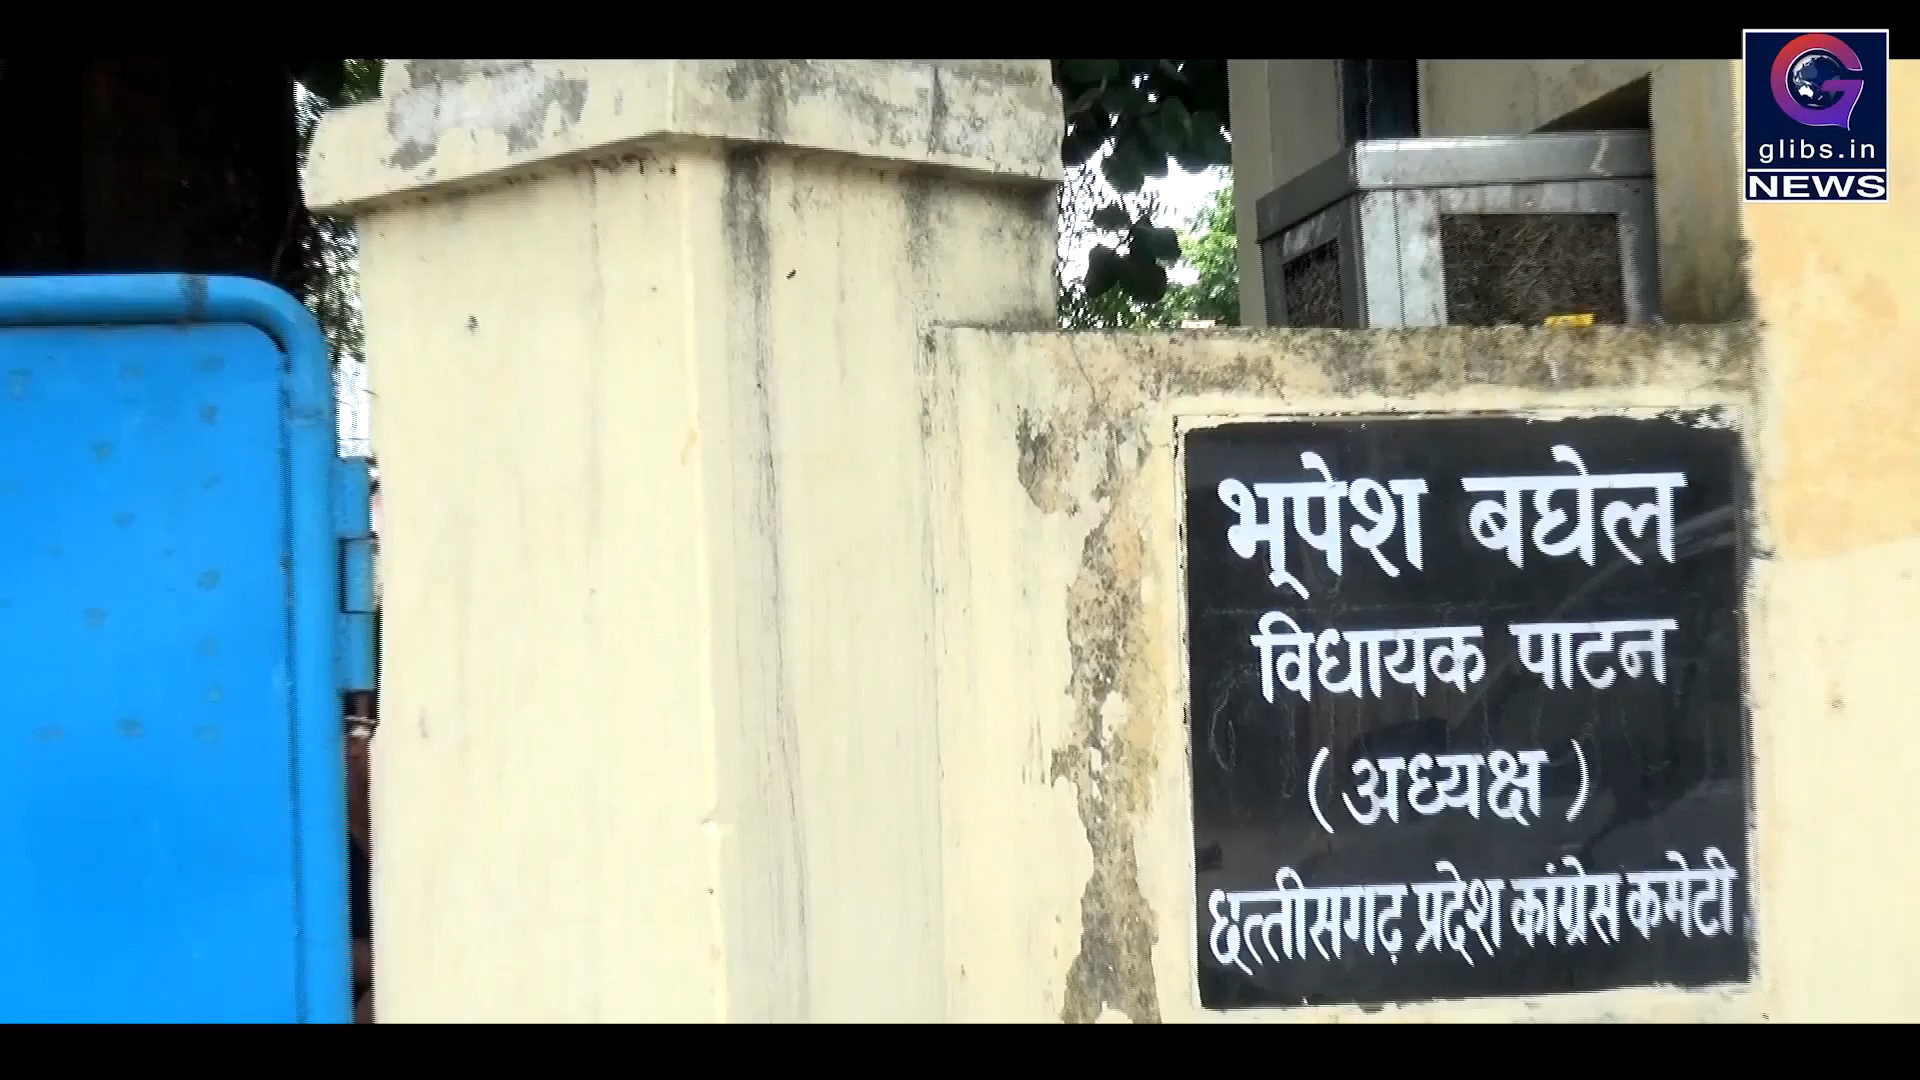 glibs.in
NEWS
भूपेश बघेल
विधायक पाटन
(अध्यक्ष)
छत्तीसगढ़ प्रदेश कांग्रेस कमेटी